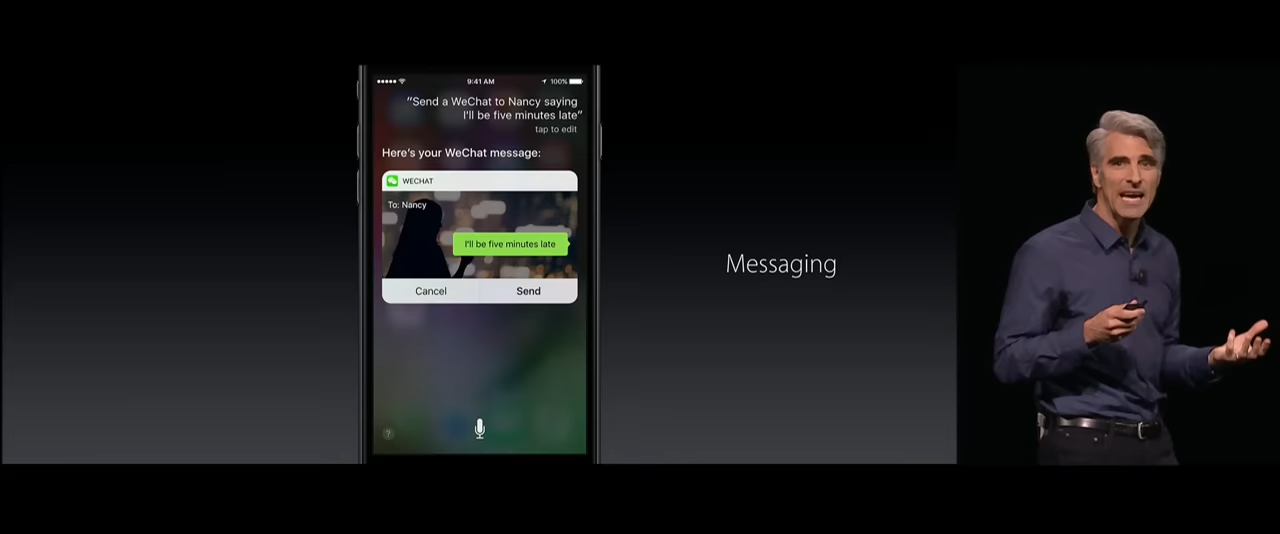 9:41 AM
100%
"Send a WeChat to Nancy saying
I'll be five minutes late"
tap to edit
Here's your WeChat message:
WECHAT
To: Nancy
I'll be five minutes late
Cancel
Send
?
Messaging